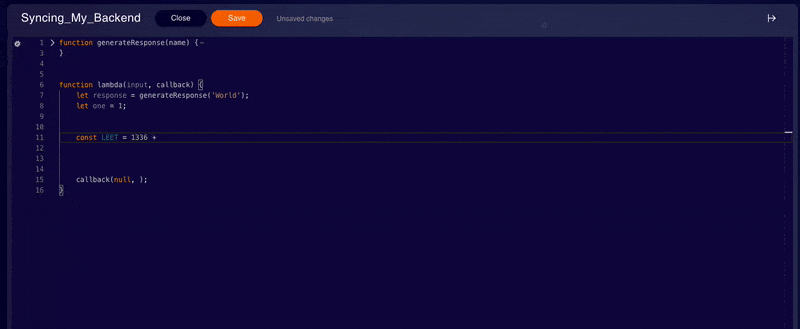 Syncing_My_Backend Close Save Unsaved changes
1 function generateResponse(name) {
3 }
4
5
6 function lambda(input, callback) {
7 let response = generateResponse('World');
8 let one = 1;
9
10
11 const LEET = 1336 +
12
13
14
15 callback(null, );
16 }